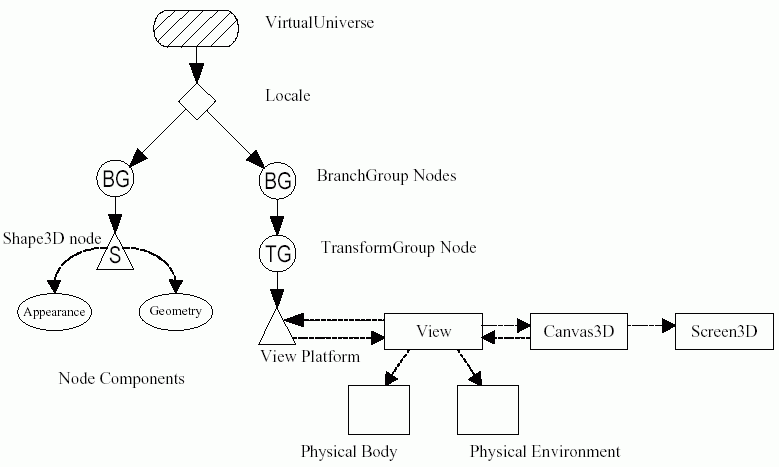 VirtualUniverse
Locale
BG
BG
BranchGroup Nodes
Shape3D node
S
TG
TransformGroup Node
Appearance
Geometry
View Platform
View
Canvas3D
Screen3D
Node Components
Physical Body
Physical Environment